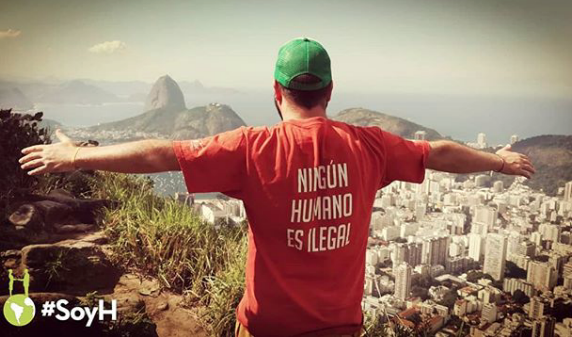 NINGÚN
HUMANO
ES ILEGAL
#SoyH